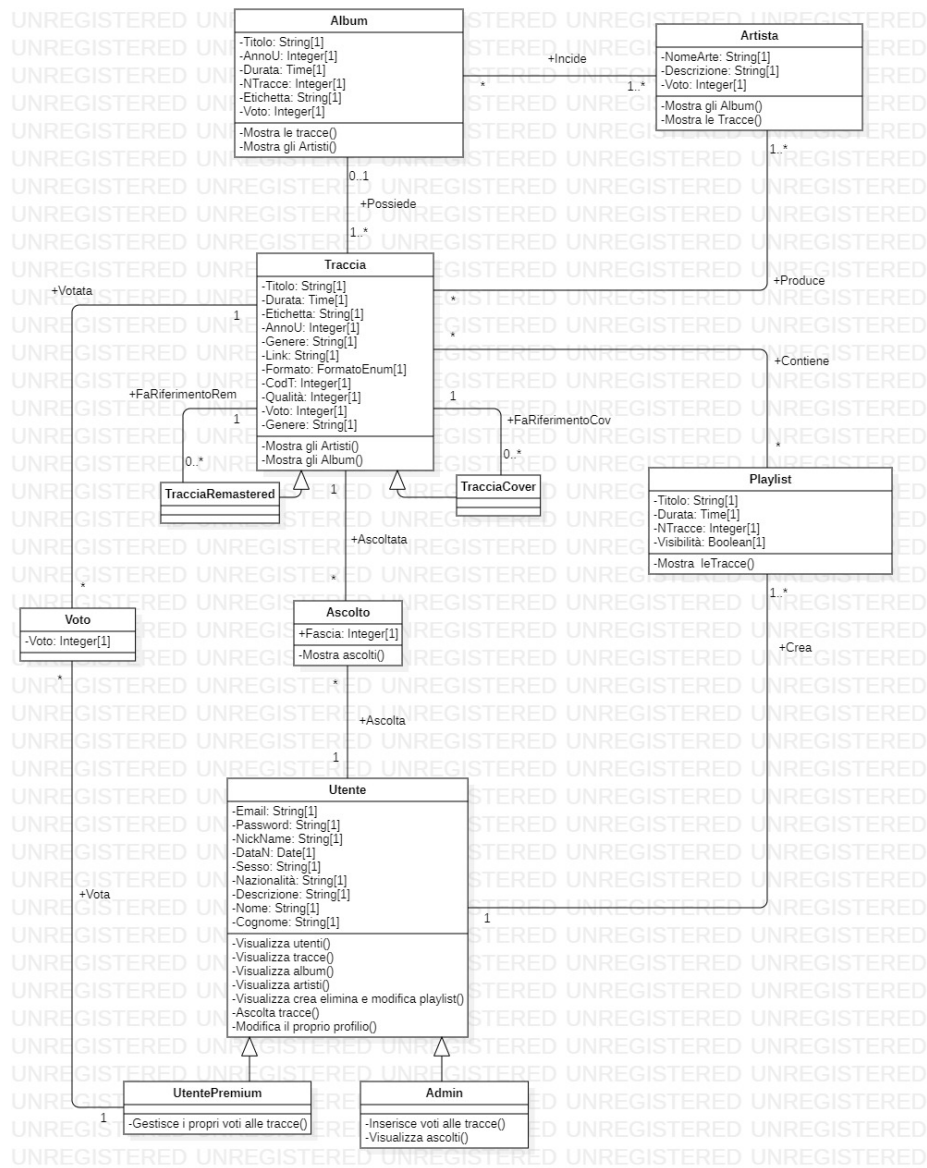 Album
-Titolo: String[1]
-AnnoU: Integer[1]
-Durata: Time[1]
-NTracce: Integer[1]
-Etichetta: String[1]
-Voto: Integer[1]
-Mostra le tracce()
-Mostra gli Artisti()
+Incide
*
1..*
Artista
-NomeArte: String[1]
-Descrizione: String[1]
-Voto: Integer[1]
-Mostra gli Album()
-Mostra le Tracce()
0..1
+Possiede
1..*
1..*
+Produce
*
Traccia
-Titolo: String[1]
-Durata: Time[1]
-Etichetta: String[1]
-AnnoU: Integer[1]
-Genere: String[1]
-Link: String[1]
-Formato: FormatoEnum[1]
-CodT: Integer[1]
-Qualità: Integer[1]
-Voto: Integer[1]
-Genere: String[1]
-Mostra gli Artisti()
-Mostra gli Album()
+Votata
1
*
*
+Contiene
*
+FaRiferimentoRem
1
0..*
1
+FaRiferimentoCov
0..*
TracciaRemastered
TracciaCover
Playlist
-Titolo: String[1]
-Durata: Time[1]
-NTracce: Integer[1]
-Visibilità: Boolean[1]
-Mostra  leTracce()
1
+Ascoltata
*
Voto
-Voto: Integer[1]
Ascolto
+Fascia: Integer[1]
-Mostra ascolti()
1..*
+Crea
1
*
+Ascolta
1
*
+Vota
1
Utente
-Email: String[1]
-Password: String[1]
-NickName: String[1]
-DataN: Date[1]
-Sesso: String[1]
-Nazionalità: String[1]
-Descrizione: String[1]
-Nome: String[1]
-Cognome: String[1]
-Visualizza utenti()
-Visualizza tracce()
-Visualizza album()
-Visualizza artisti()
-Visualizza crea elimina e modifica playlist()
-Ascolta tracce()
-Modifica il proprio profilio()
UtentePremium
-Gestisce i propri voti alle tracce()
Admin
-Inserisce voti alle tracce()
-Visualizza ascolti()